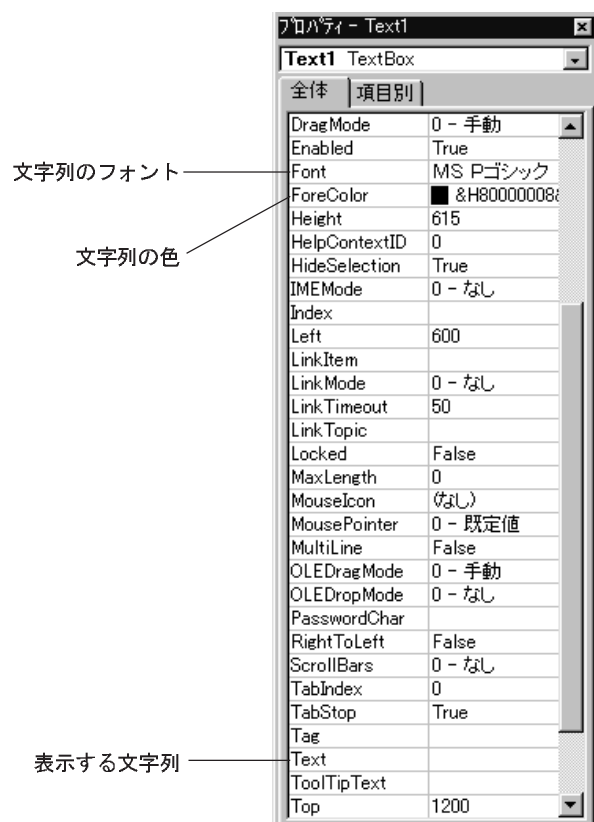 プロパティ - Text1
Text1 TextBox
全体 項目別
DragMode 0 - 手動
Enabled True
文字列のフォント Font MS Pゴシック
ForeColor &H80000008&
文字列の色
Height 615
HelpContextID 0
HideSelection True
IMEMode 0 - なし
Index
Left 600
LinkItem
LinkMode 0 - なし
LinkTimeout 50
LinkTopic
Locked False
MaxLength 0
MouseIcon (なし)
MousePointer 0 - 既定値
MultiLine False
OLEDragMode 0 - 手動
OLEDropMode 0 - なし
PasswordChar
RightToLeft False
ScrollBars 0 - なし
TabIndex 0
TabStop True
Tag
表示する文字列 Text
ToolTipText
Top 1200